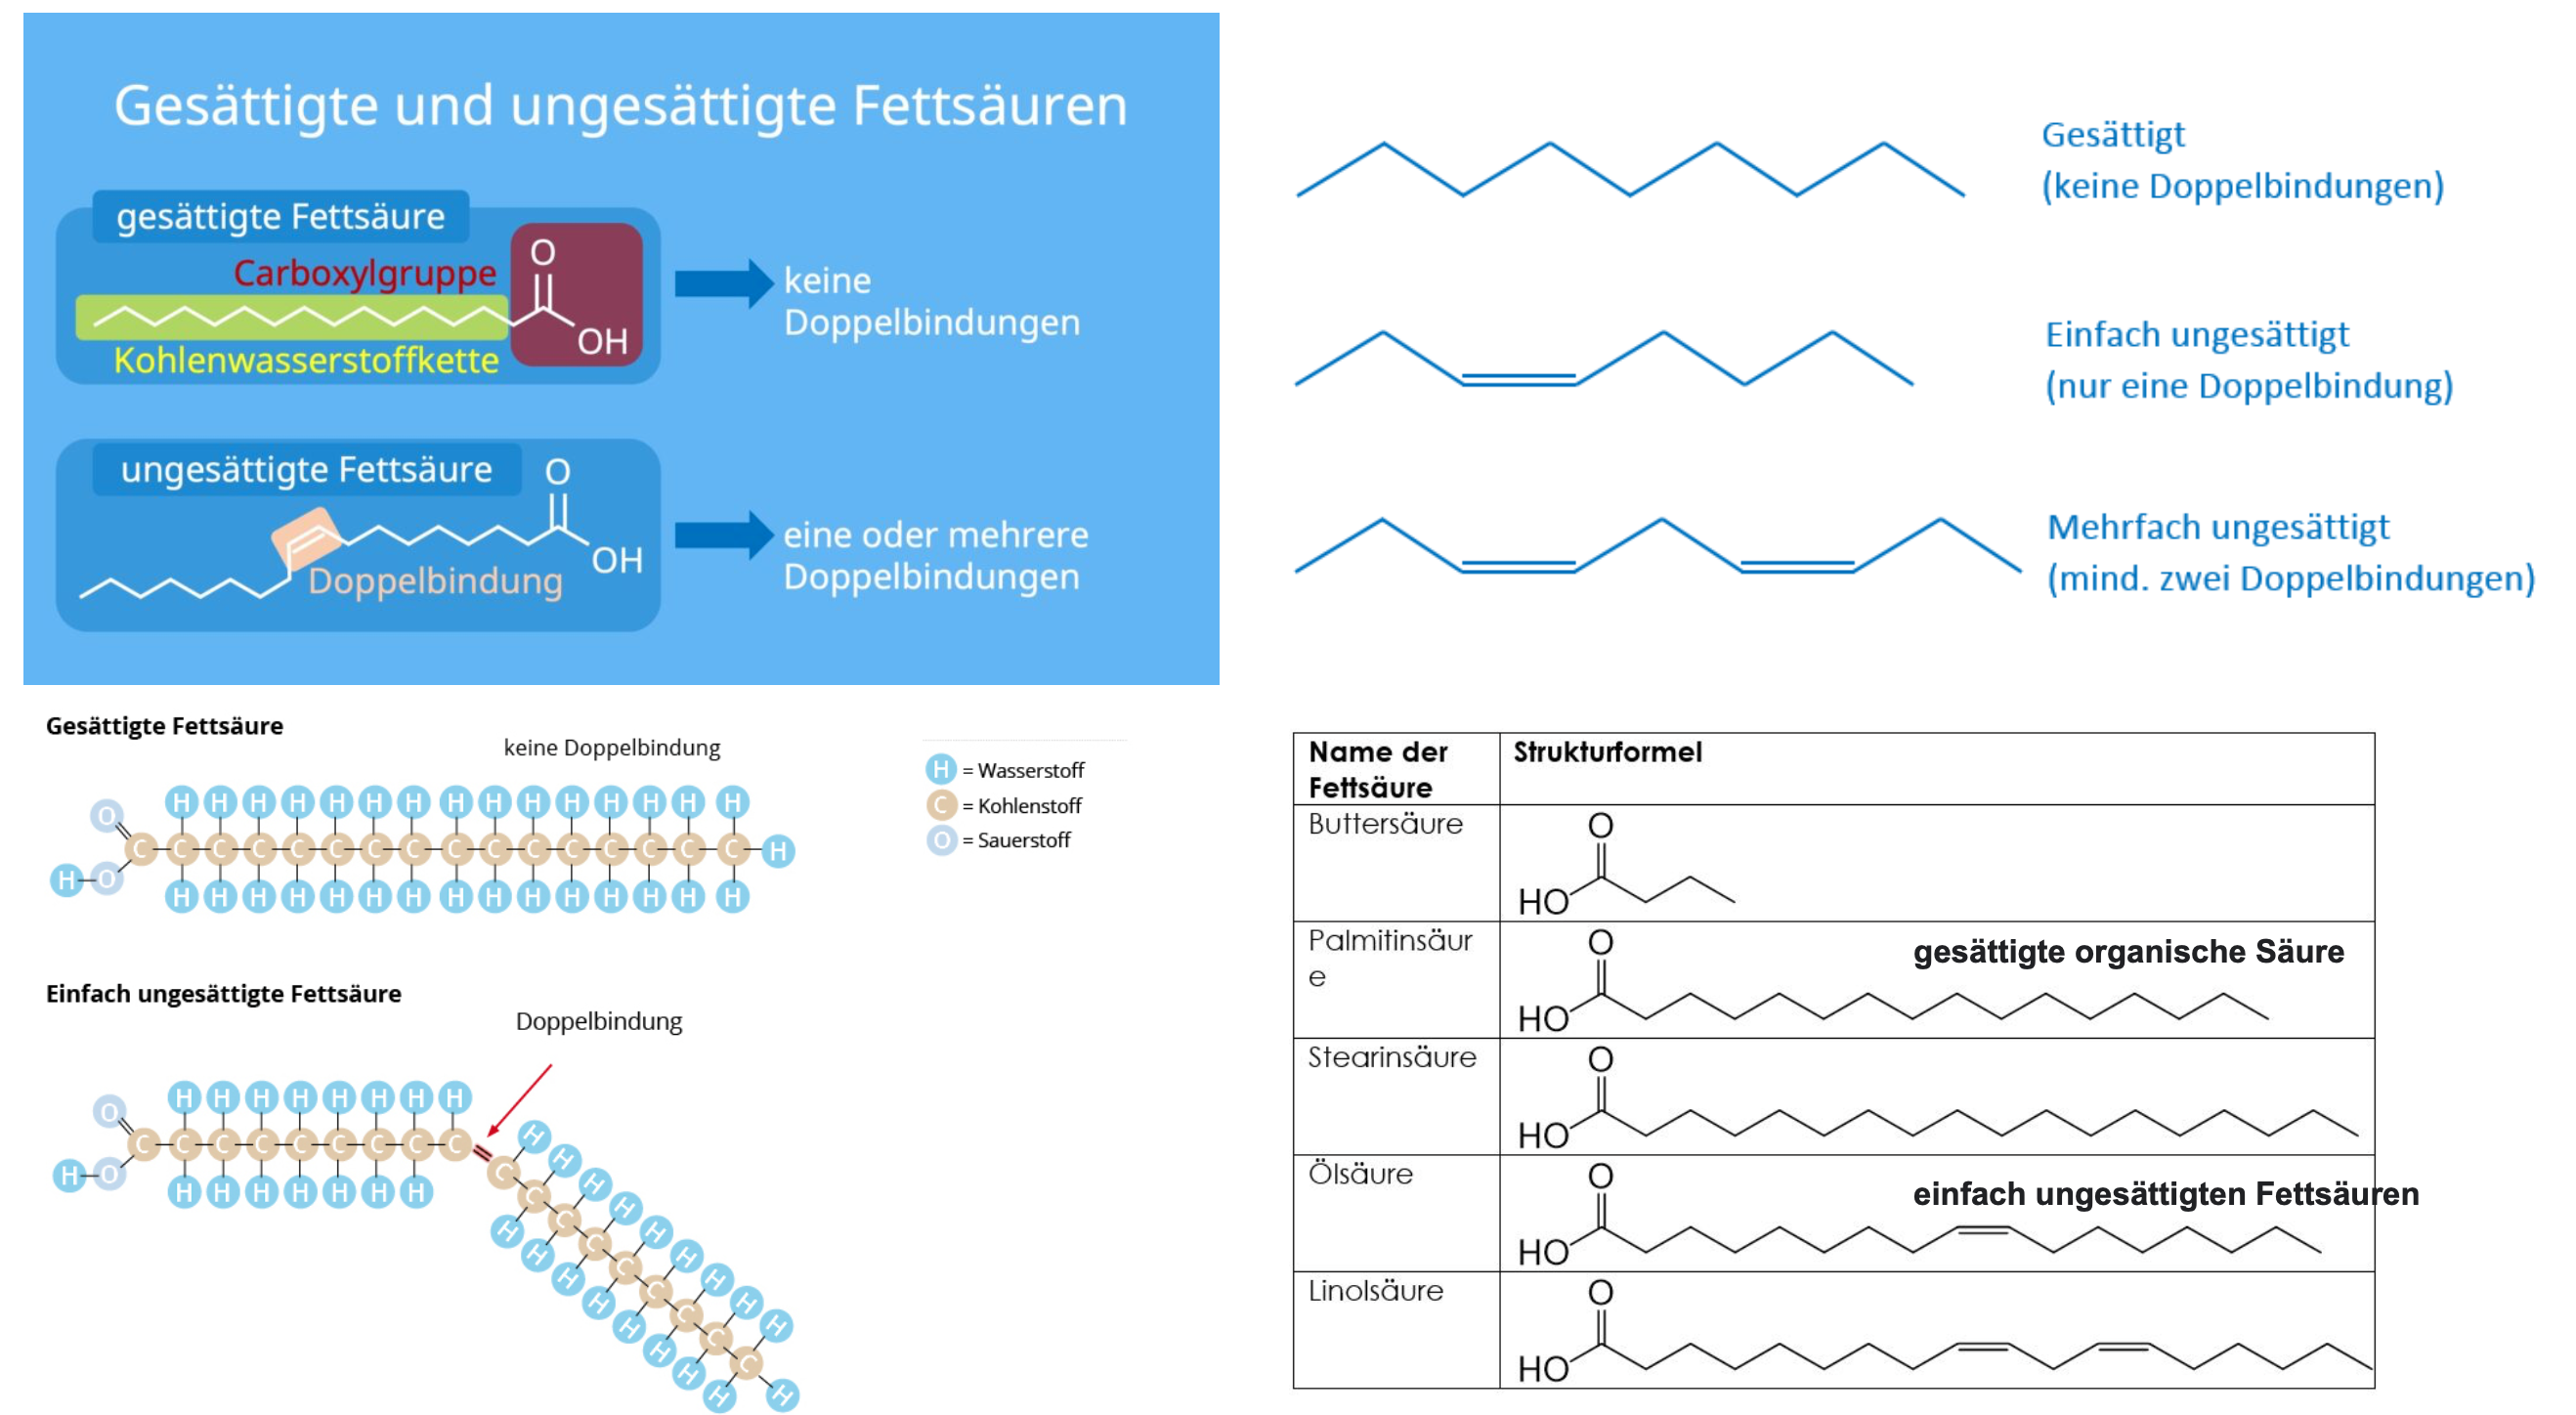 Gesättigte und ungesättigte Fettsäuren
gesättigte Fettsäure
Carboxylgruppe
O
OH
Kohlenwasserstoffkette
keine
Doppelbindungen
ungesättigte Fettsäure
O
OH
Doppelbindung
eine oder mehrere
Doppelbindungen
Gesättigt
(keine Doppelbindungen)
Einfach ungesättigt
(nur eine Doppelbindung)
Mehrfach ungesättigt
(mind. zwei Doppelbindungen)
Gesättigte Fettsäure
keine Doppelbindung
H H H H H H H H H H H H H H H
O
C C C C C C C C C C C C C C C C H
H O
H H H H H H H H H H H H H H H
H = Wasserstoff
C = Kohlenstoff
O = Sauerstoff
Einfach ungesättigte Fettsäure
Doppelbindung
H H H H H H H H
O
C C C C C C C C C
H O
H H H H H H H
H H H H H H H H H
C C C C C C C C C
H H H H H H H H H
Name der
Fettsäure
Strukturformel
Buttersäure
O
HO
Palmitinsäur
e
O
gesättigte organische Säure
HO
Stearinsäure
O
HO
Ölsäure
O
einfach ungesättigten Fettsäuren
HO
Linolsäure
O
HO